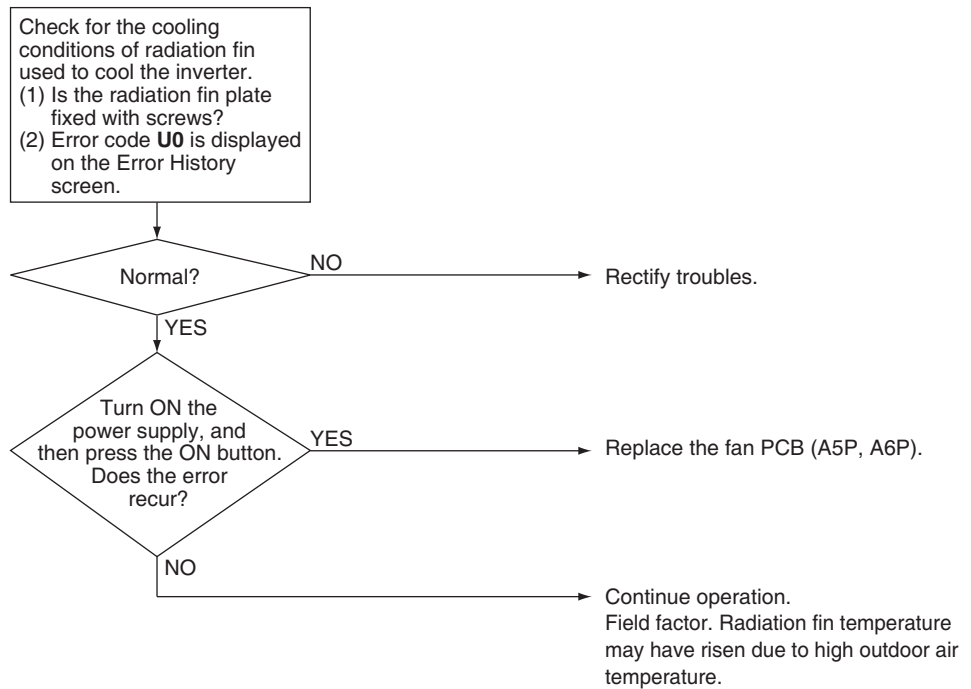 Check for the cooling
conditions of radiation fin
used to cool the inverter.
(1) Is the radiation fin plate
fixed with screws?
(2) Error code U0 is displayed
on the Error History
screen.
Normal?
NO
Rectify troubles.
YES
Turn ON the
power supply, and
then press the ON button.
Does the error
recur?
YES
Replace the fan PCB (A5P, A6P).
NO
Continue operation.
Field factor. Radiation fin temperature
may have risen due to high outdoor air
temperature.